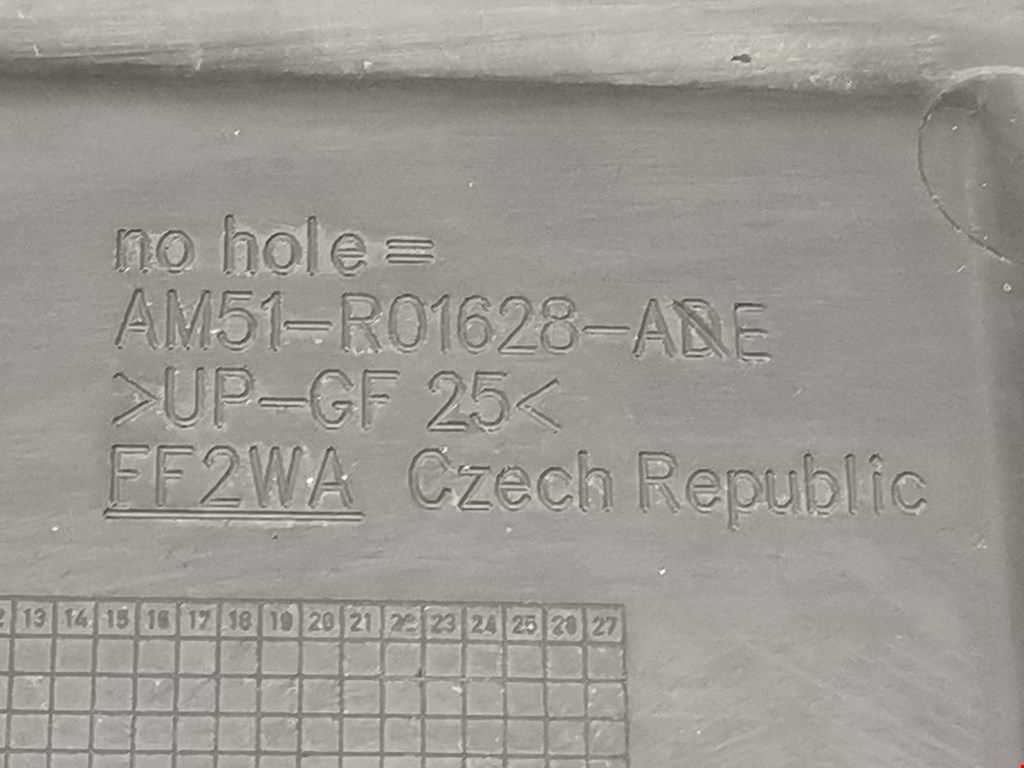 no hole=
AM51-R01628-ADE
>UP-GF 25<
FF2WA Czech Republic
13 14 15 16 17 18 19 20 21 22 23 24 25 26 27